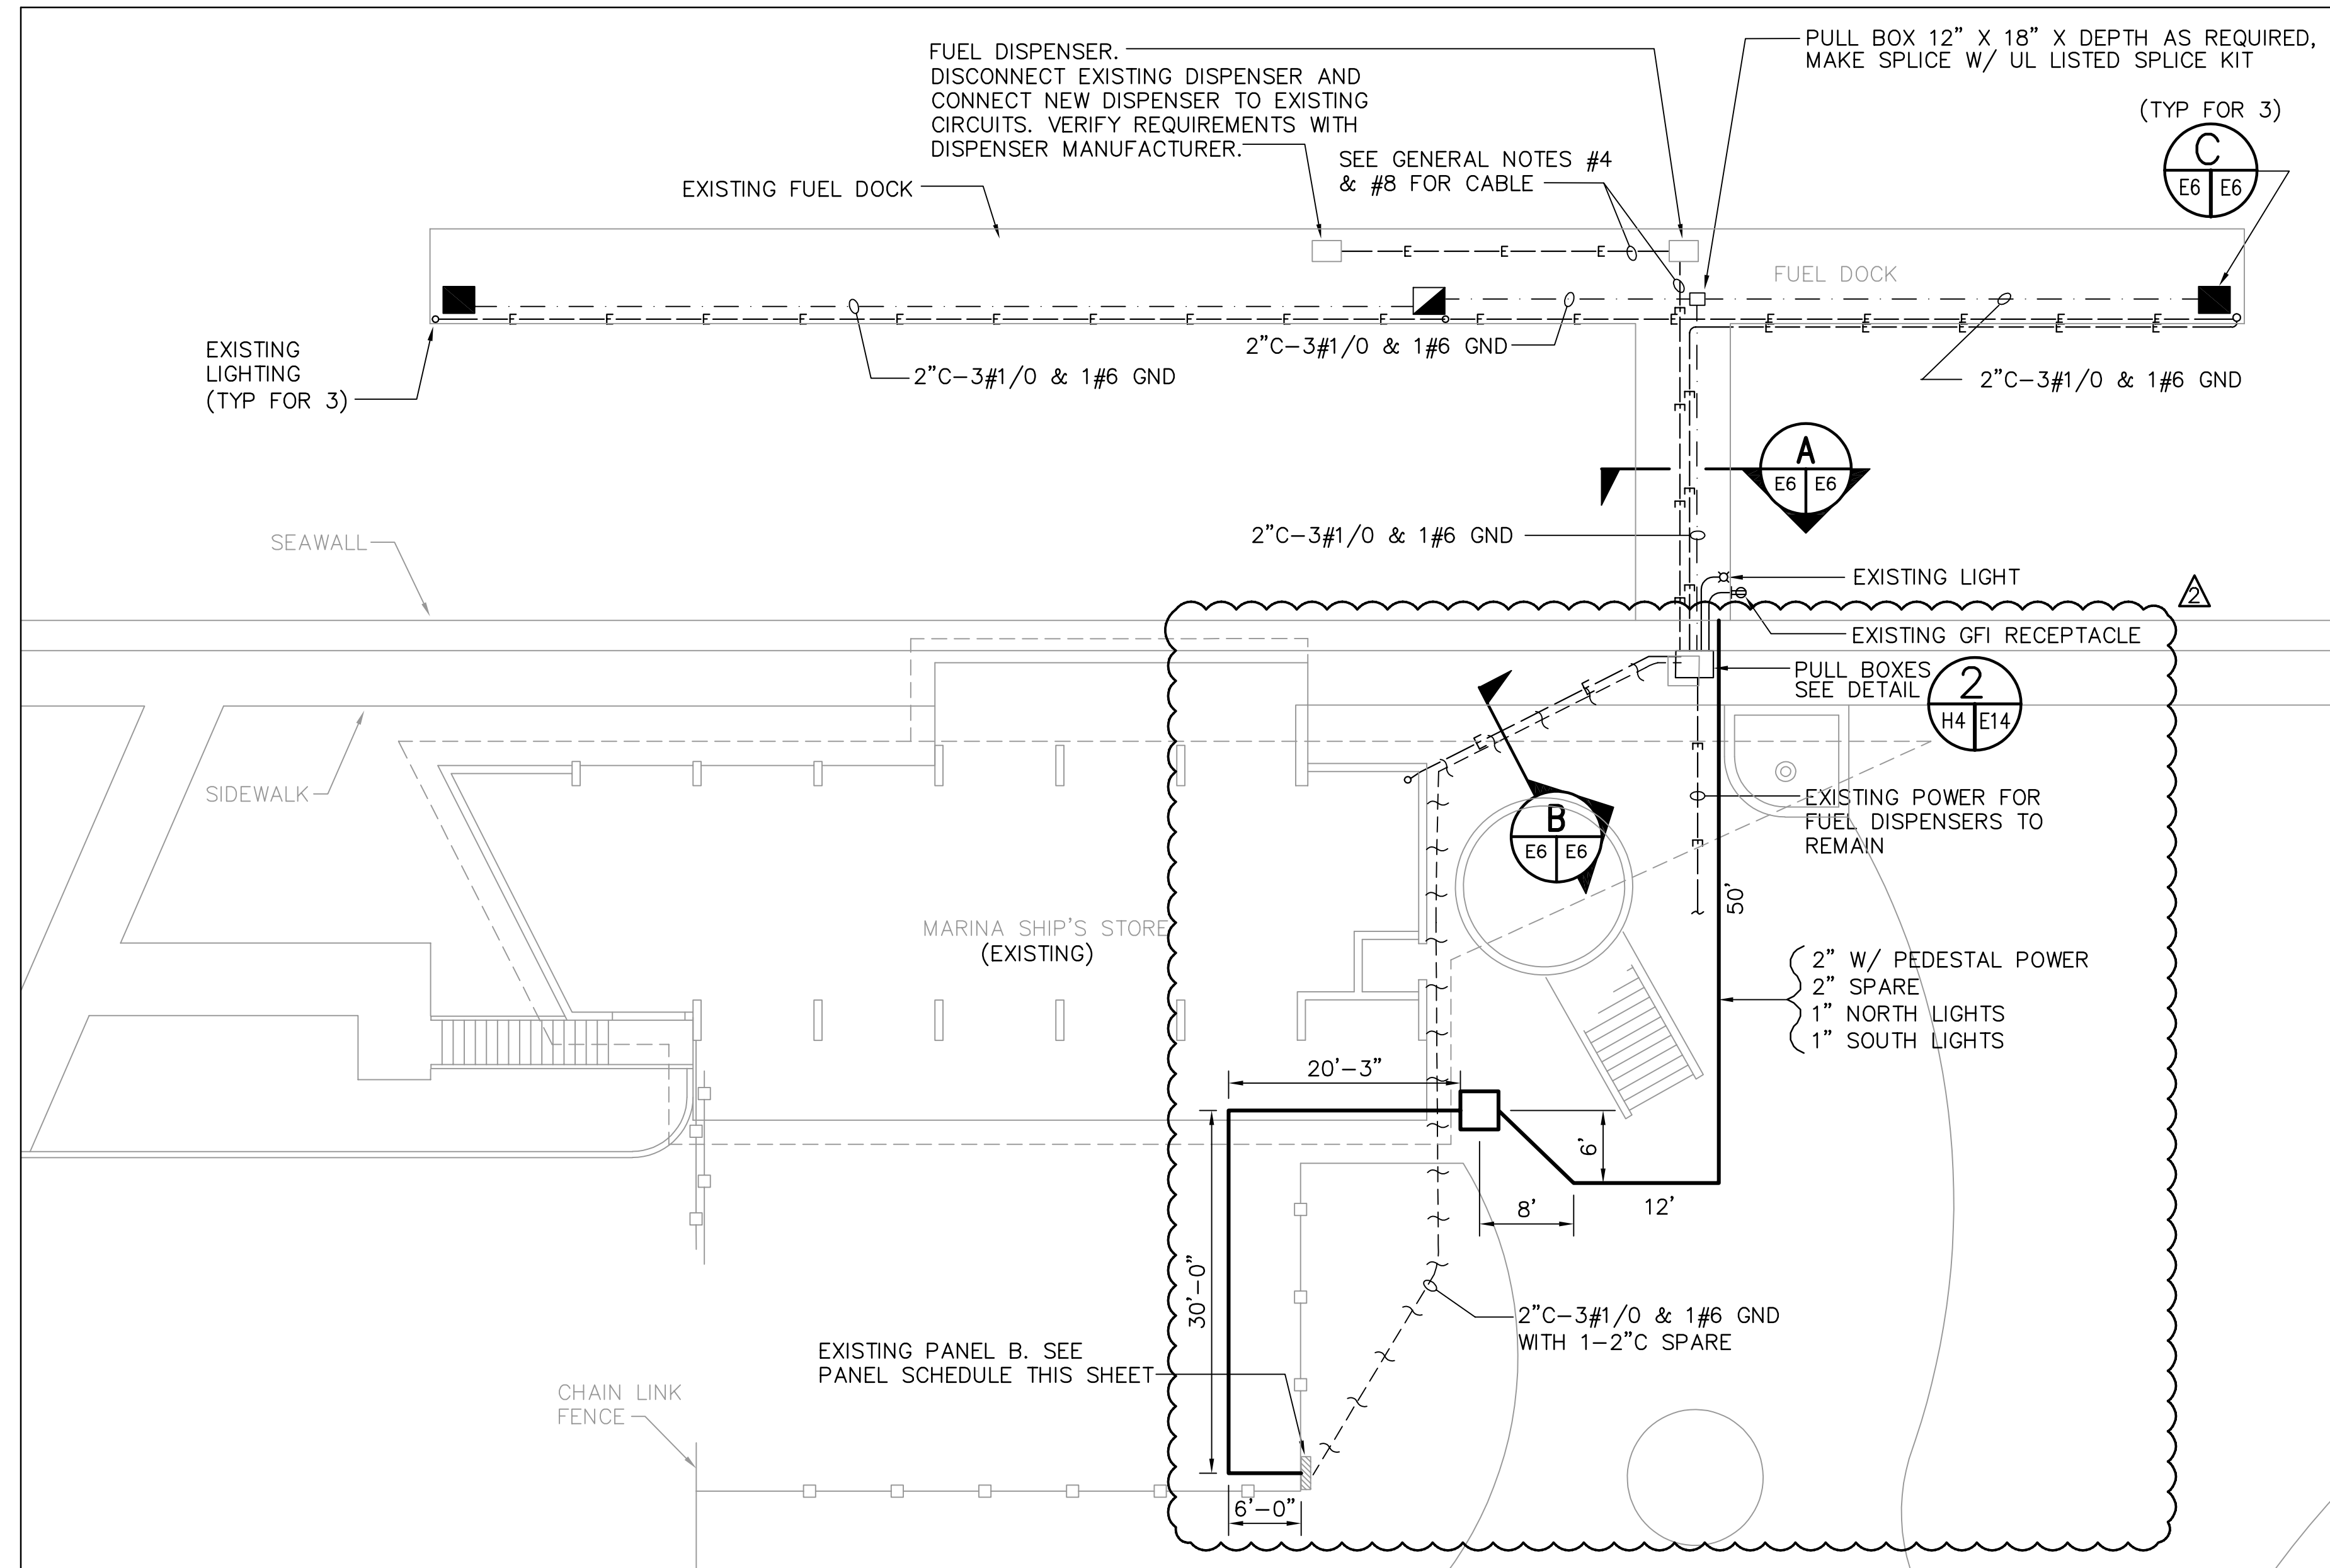 FUEL DISPENSER.
DISCONNECT EXISTING DISPENSER AND
CONNECT NEW DISPENSER TO EXISTING
CIRCUITS. VERIFY REQUIREMENTS WITH
DISPENSER MANUFACTURER.
PULL BOX 12" X 18" X DEPTH AS REQUIRED,
MAKE SPLICE W/ UL LISTED SPLICE KIT
(TYP FOR 3)
C
E6 E6
SEE GENERAL NOTES #4
& #8 FOR CABLE
EXISTING FUEL DOCK
E E E
FUEL DOCK
E E E E E E E E E E E E E E E E E
E E E E E
EXISTING
LIGHTING
(TYP FOR 3)
2"C-3#1/0 & 1#6 GND
2"C-3#1/0 & 1#6 GND
2"C-3#1/0 & 1#6 GND
E
E
E
A
E6 E6
E
E
2"C-3#1/0 & 1#6 GND
SEAWALL
E
E
EXISTING LIGHT
2
EXISTING GFI RECEPTACLE
PULL BOXES
SEE DETAIL
2
H4 E14
E
E
E
SIDEWALK
EXISTING POWER FOR
FUEL DISPENSERS TO
REMAIN
B
E6 E6
E
50'
MARINA SHIP'S STORE
(EXISTING)
2" W/ PEDESTAL POWER
2" SPARE
1" NORTH LIGHTS
1" SOUTH LIGHTS
20'-3"
6'
8'
12'
30'-0"
2"C-3#1/0 & 1#6 GND
WITH 1-2"C SPARE
EXISTING PANEL B. SEE
PANEL SCHEDULE THIS SHEET
CHAIN LINK
FENCE
6'-0"